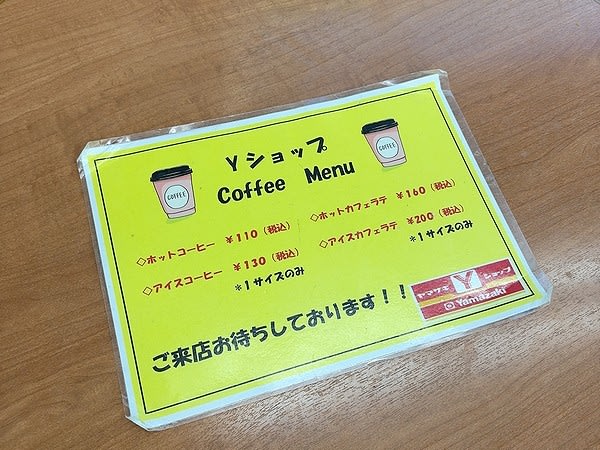 Yショップ
Coffee Menu
COFFEE
COFFEE
◇ホットコーヒー ¥110(税込)
◇アイスコーヒー ¥130(税込)
*1サイズのみ
◇ホットカフェラテ ¥160(税込)
◇アイスカフェラテ ¥200(税込)
*1サイズのみ
ご来店お待ちしております!!
ヤマザキ Y ショップ
Yamazaki